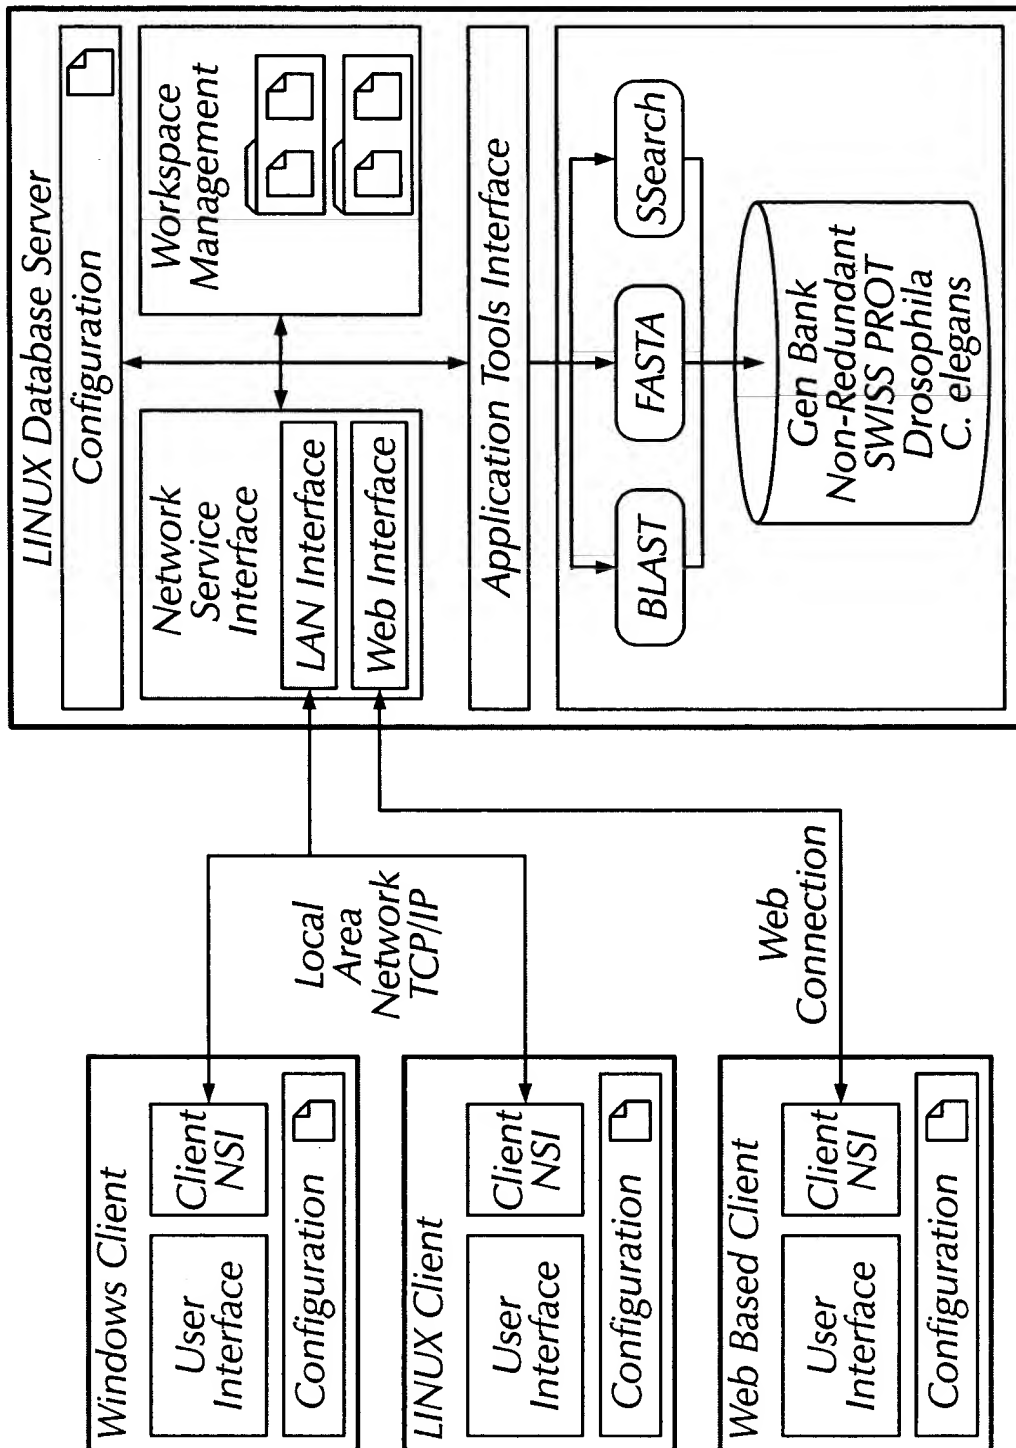 Windows Client
User
Interface
Client
NSI
Configuration
LINUX Client
User
Interface
Client
NSI
Configuration
Web Based Client
User
Interface
Client
NSI
Configuration
Local
Area
Network
TCP/IP
Web
Connection
LINUX Database Server
Configuration
Network
Service
Interface
LAN Interface
Web Interface
Workspace
Management
Application Tools Interface
BLAST
FASTA
SSearch
Gen Bank
Non-Redundant
SWISS PROT
Drosophila
C. elegans